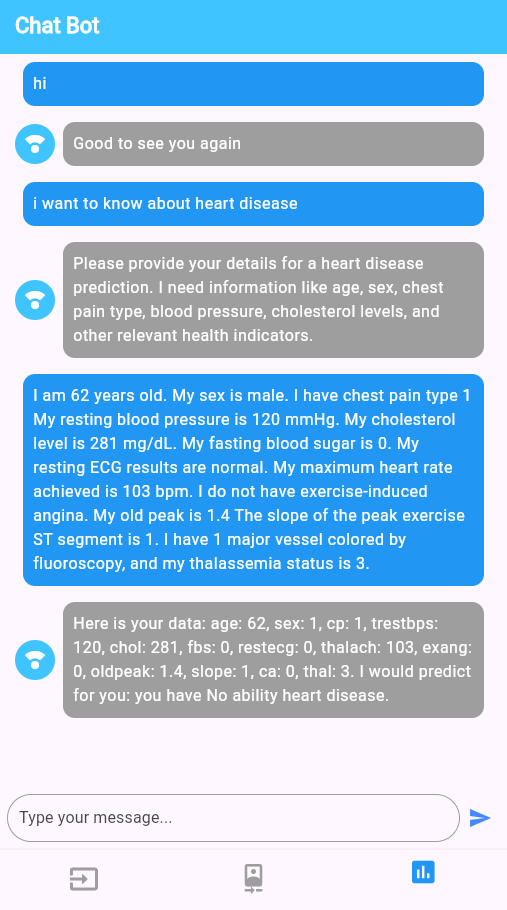 Chat Bot
hi
Good to see you again
i want to know about heart disease
Please provide your details for a heart disease
prediction. I need information like age, sex, chest
pain type, blood pressure, cholesterol levels, and
other relevant health indicators.
I am 62 years old. My sex is male. I have chest pain type 1
My resting blood pressure is 120 mmHg. My cholesterol
level is 281 mg/dL. My fasting blood sugar is 0. My
resting ECG results are normal. My maximum heart rate
achieved is 103 bpm. I do not have exercise-induced
angina. My old peak is 1.4 The slope of the peak exercise
ST segment is 1. I have 1 major vessel colored by
fluoroscopy, and my thalassemia status is 3.
Here is your data: age: 62, sex: 1, cp: 1, trestbps:
120, chol: 281, fbs: 0, restecg: 0, thalach: 103, exang:
0, oldpeak: 1.4, slope: 1, ca: 0, thal: 3. I would predict
for you: you have No ability heart disease.
Type your message...